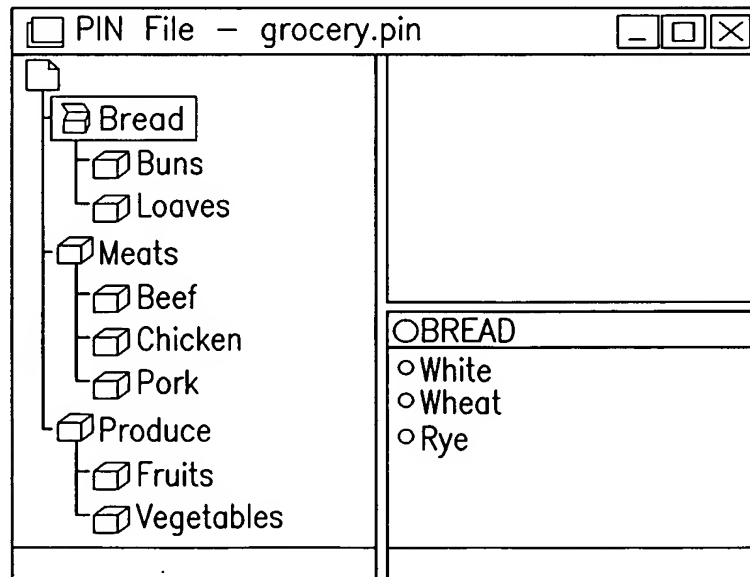 PIN File – grocery.pin
Bread
Buns
Loaves
Meats
Beef
Chicken
Pork
Produce
Fruits
Vegetables
BREAD
White
Wheat
Rye